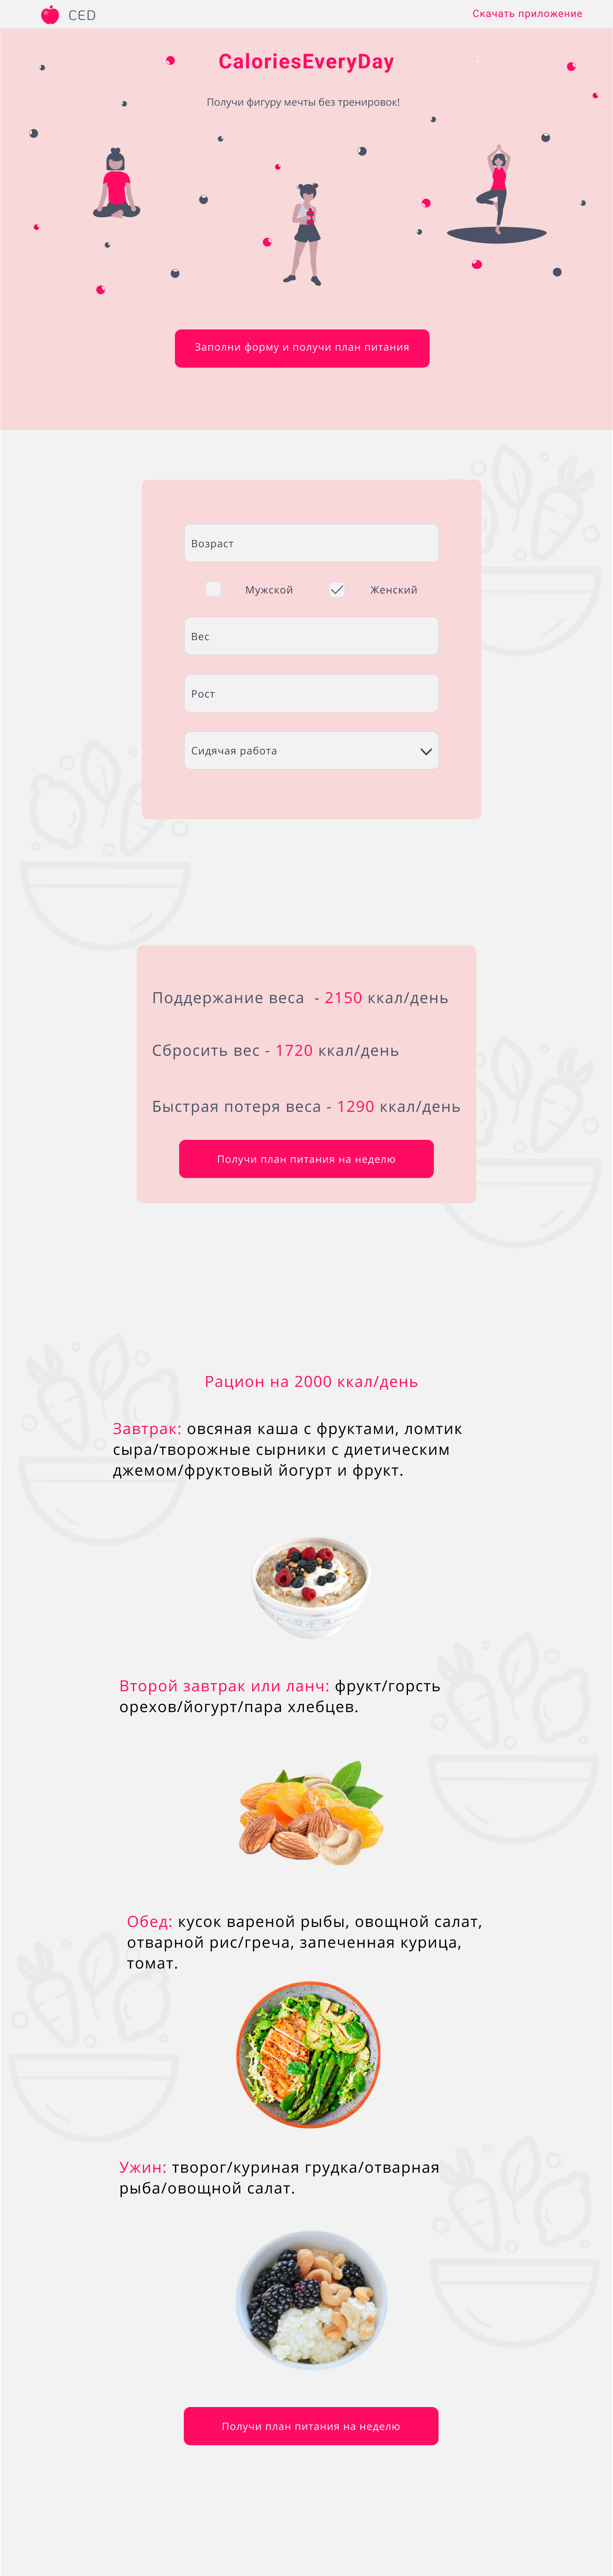 CED
Скачать приложение
CaloriesEveryDay
Получи фигуру мечты без тренировок!
Заполни форму и получи план питания
Возраст
Мужской Женский
Вес
Рост
Сидячая работа
Поддержание веса - 2150 ккал/день
Сбросить вес - 1720 ккал/день
Быстрая потеря веса - 1290 ккал/день
Получи план питания на неделю
Рацион на 2000 ккал/день
Завтрак: овсяная каша с фруктами, ломтик
сыра/творожные сырники с диетическим
джемом/фруктовый йогурт и фрукт.
Второй завтрак или ланч: фрукт/горсть
орехов/йогурт/пара хлебцев.
Обед: кусок вареной рыбы, овощной салат,
отварной рис/греча, запеченная курица,
томат.
Ужин: творог/куриная грудка/отварная
рыба/овощной салат.
Получи план питания на неделю